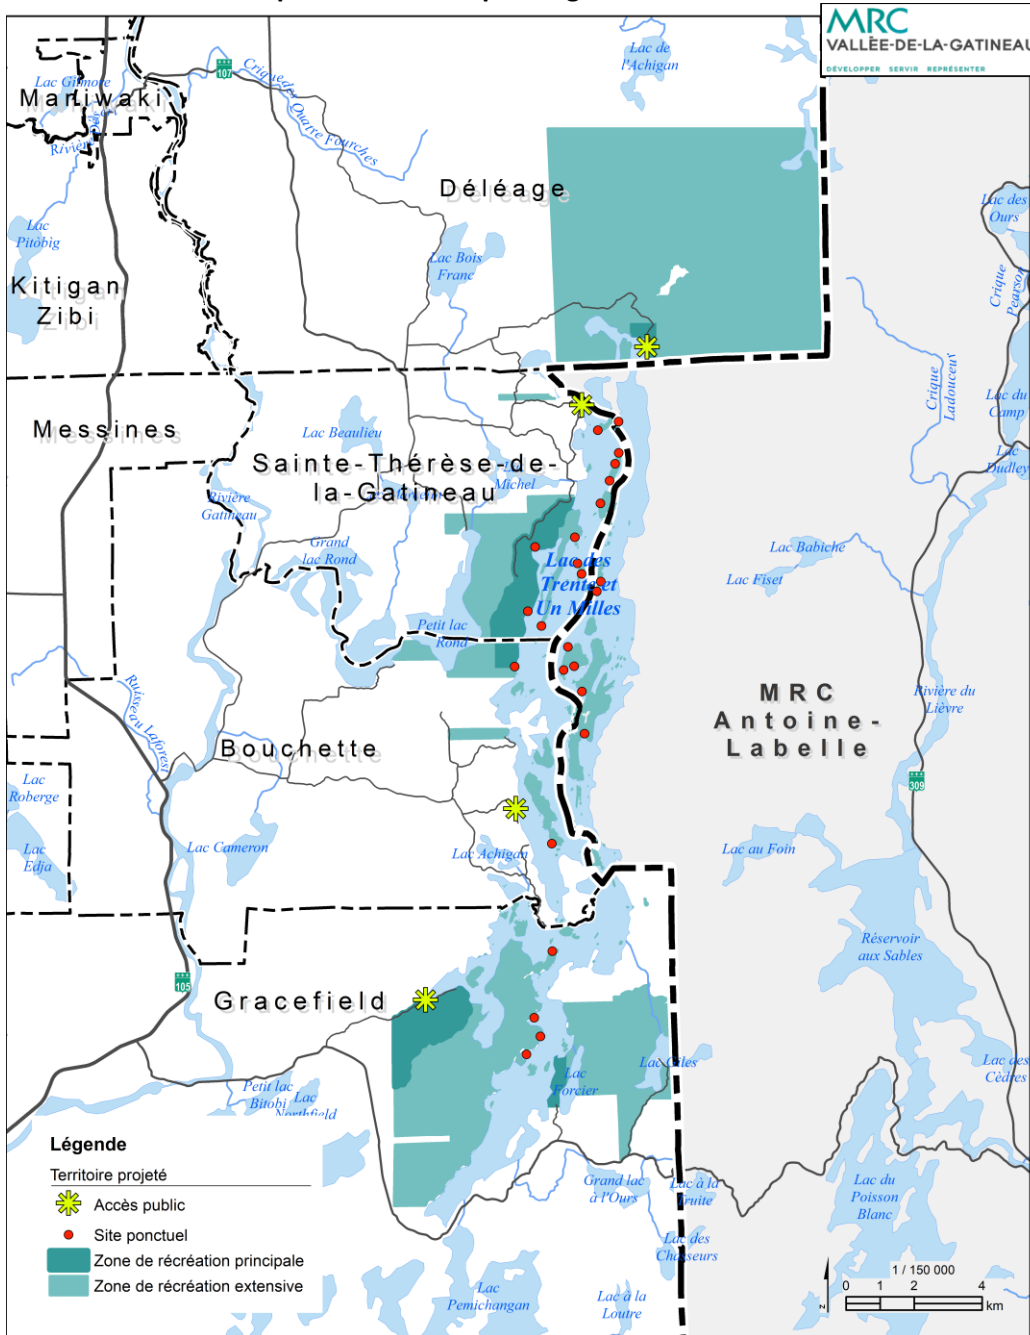 MRC
VALLÉE-DE-LA-GATINEAU
DÉVELOPPER SERVIR REPRÉSENTER
Lac de
l'Achigan
107
Crique des Quatre Fourches
Lac Gilmore
Maniwaki
Rivière
Déléage
Lac des
Ours
Lac
Pitòbig
Lac Bois
Franc
Kitigan
Zibi
Crique
Pearson
Crique
Ladouceur
Lac du
Camp
Messines
Lac Beaulieu
Lac
Dudley
Sainte-Thérèse-de-
la-Gatineau
Michel
Rivière
Gatineau
Grand
lac Rond
Lac des
Trente et
Un Milles
Lac Babiche
Lac Fiset
Petit lac
Rond
MRC
Antoine-
Labelle
Rivière du
Lièvre
Ruisseau Laforest
Bouchette
309
Lac
Roberge
Lac
Edja
Lac Cameron
Lac Achigan
Lac au Foin
Réservoir
aux Sables
105
Gracefield
Lac Giles
Lac des
Cèdres
Lac
Forcier
Petit lac
Bitobi
Lac
Northfield
Grand lac
à l'Ours
Lac à la
Truite
Lac du
Poisson
Blanc
Lac des
Chasseurs
Lac
Pemichangan
Lac à la
Loutre
Légende
Territoire projeté
Accès public
Site ponctuel
Zone de récréation principale
Zone de récréation extensive
1 / 150 000
0 1 2 4
km
z